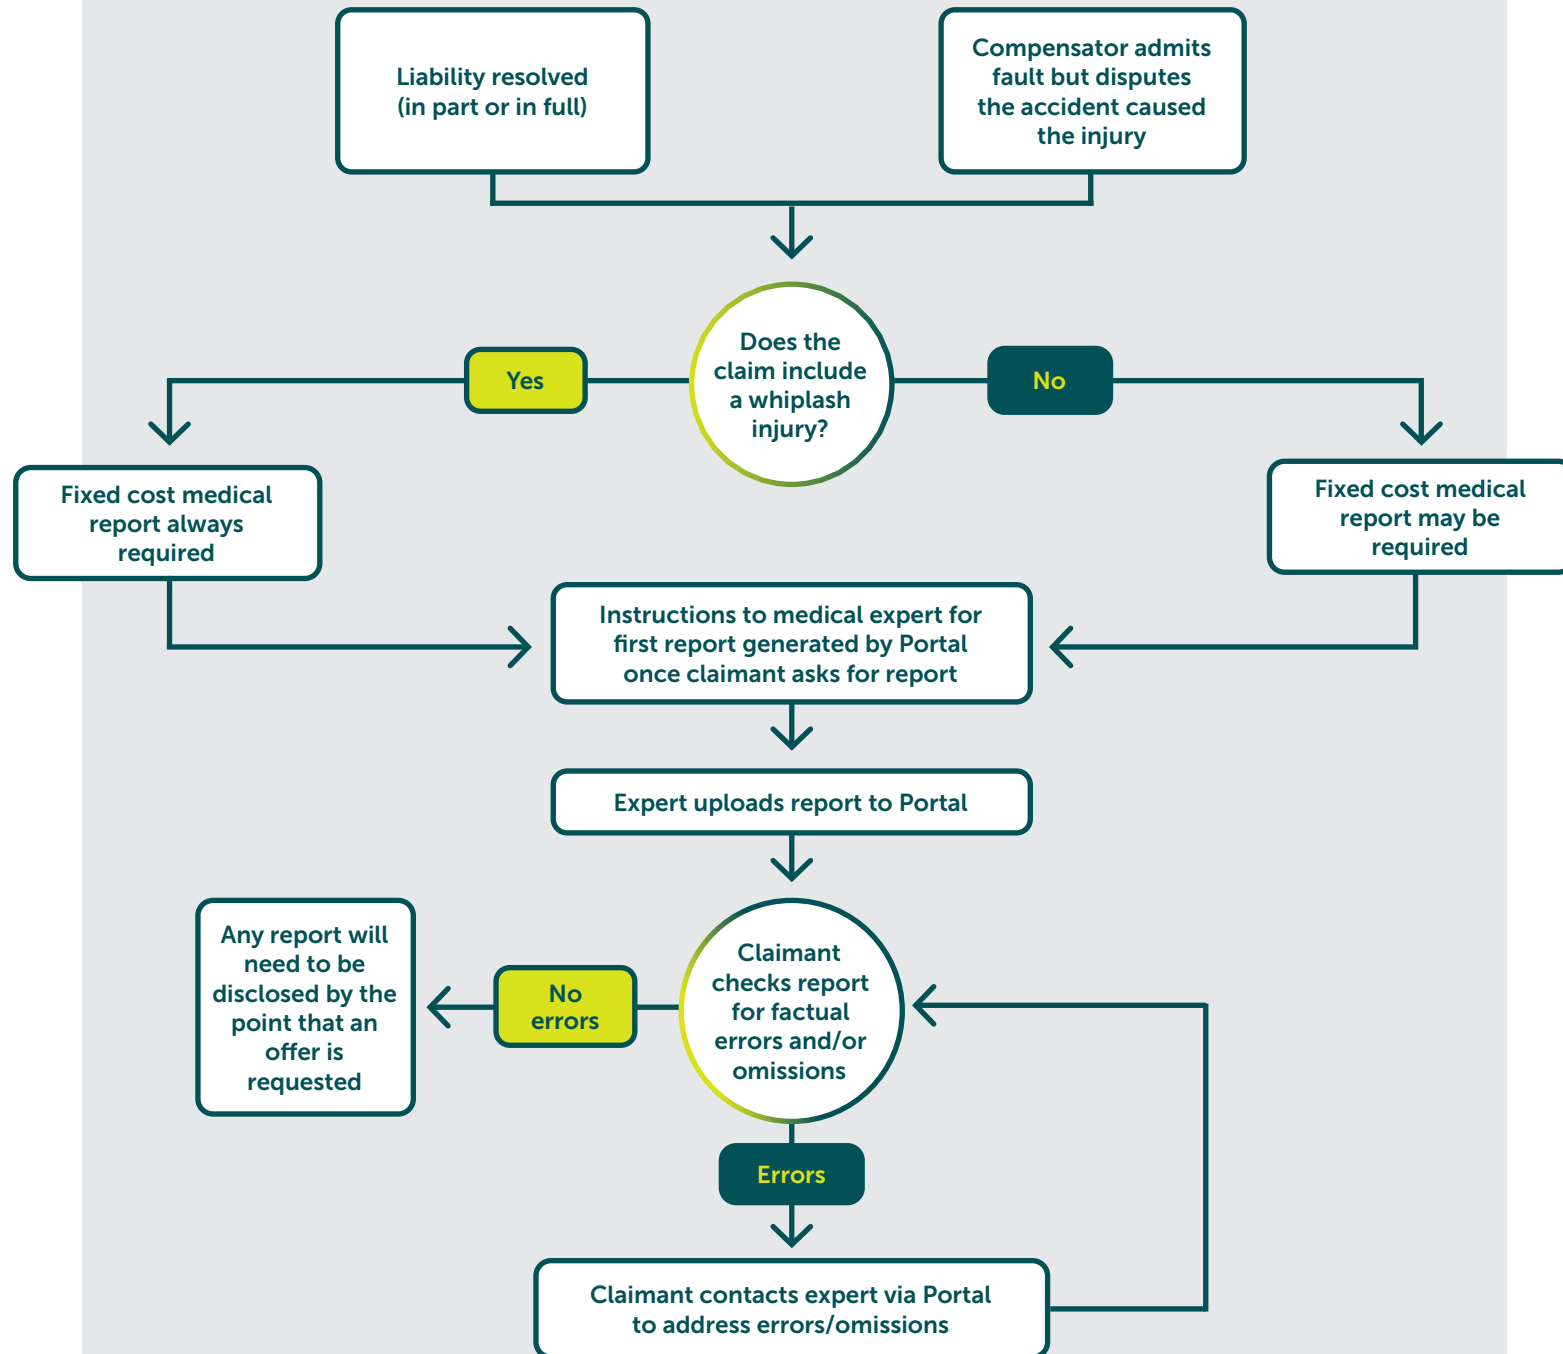 Liability resolved
(in part or in full)
Compensator admits
fault but disputes
the accident caused
the injury
Does the
claim include
a whiplash
injury?
Yes
No
Fixed cost medical
report always
required
Fixed cost medical
report may be
required
Instructions to medical expert for
first report generated by Portal
once claimant asks for report
Expert uploads report to Portal
Any report will
need to be
disclosed by the
point that an
offer is
requested
No
errors
Claimant
checks report
for factual
errors and/or
omissions
Errors
Claimant contacts expert via Portal
to address errors/omissions